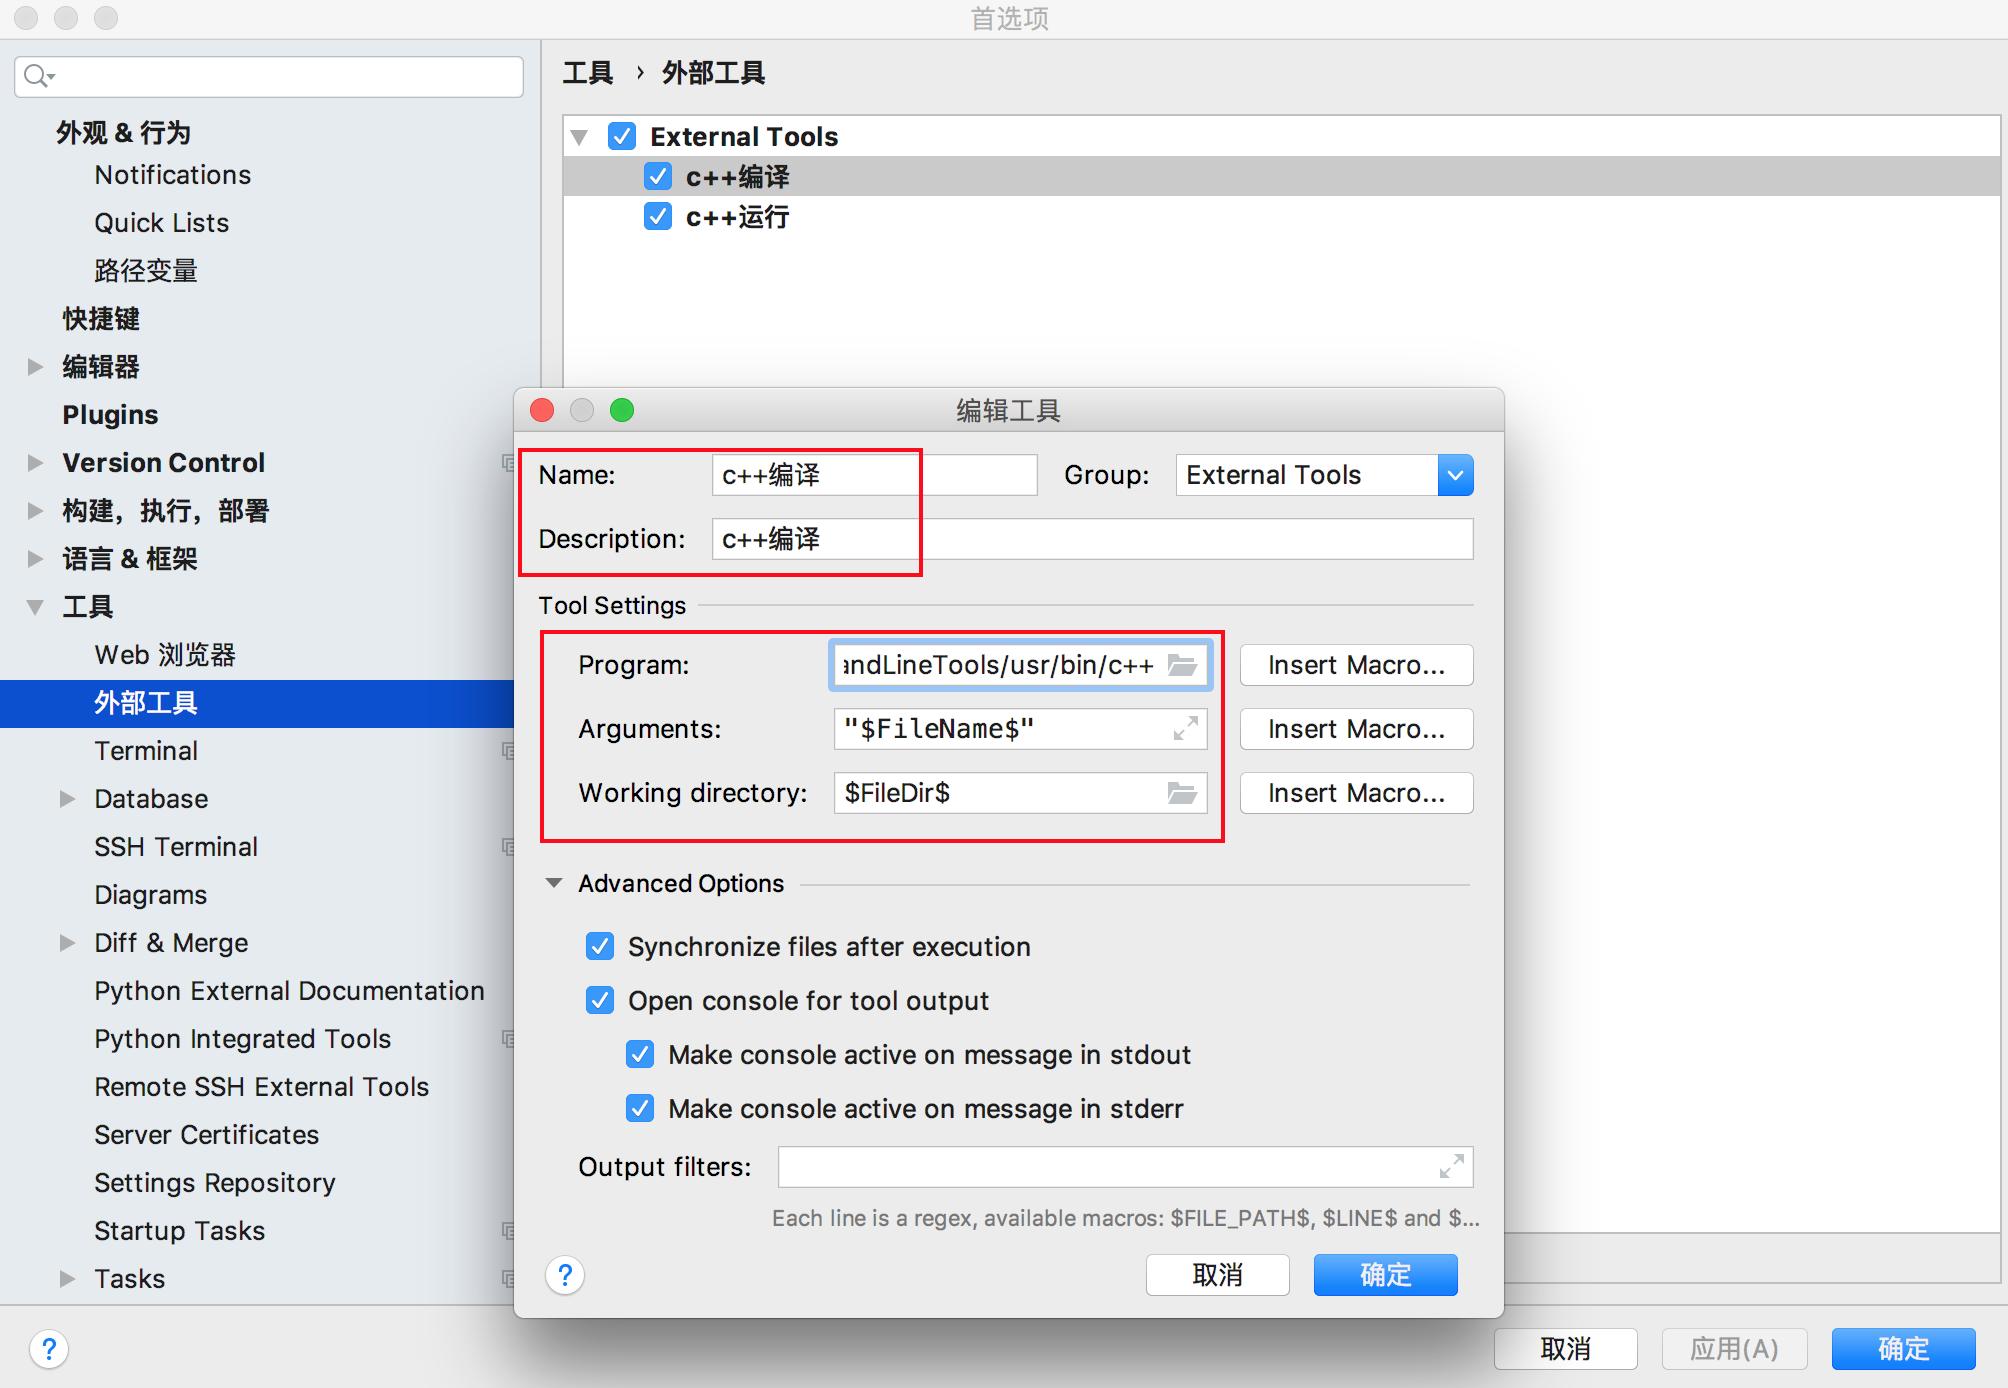 首选项
外观 & 行为
Notifications
Quick Lists
路径变量
快捷键
编辑器
Plugins
Version Control
构建，执行，部署
语言 & 框架
工具
Web 浏览器
外部工具
Terminal
Database
SSH Terminal
Diagrams
Diff & Merge
Python External Documentation
Python Integrated Tools
Remote SSH External Tools
Server Certificates
Settings Repository
Startup Tasks
Tasks
工具 › 外部工具
External Tools
c++编译
c++运行
编辑工具
Name: c++编译 Group: External Tools
Description: c++编译
Tool Settings
Program: andLineTools/usr/bin/c++ Insert Macro...
Arguments: "$FileName$" Insert Macro...
Working directory: $FileDir$ Insert Macro...
Advanced Options
Synchronize files after execution
Open console for tool output
Make console active on message in stdout
Make console active on message in stderr
Output filters:
Each line is a regex, available macros: $FILE_PATH$, $LINE$ and $...
? 取消 确定
? 取消 应用(A) 确定